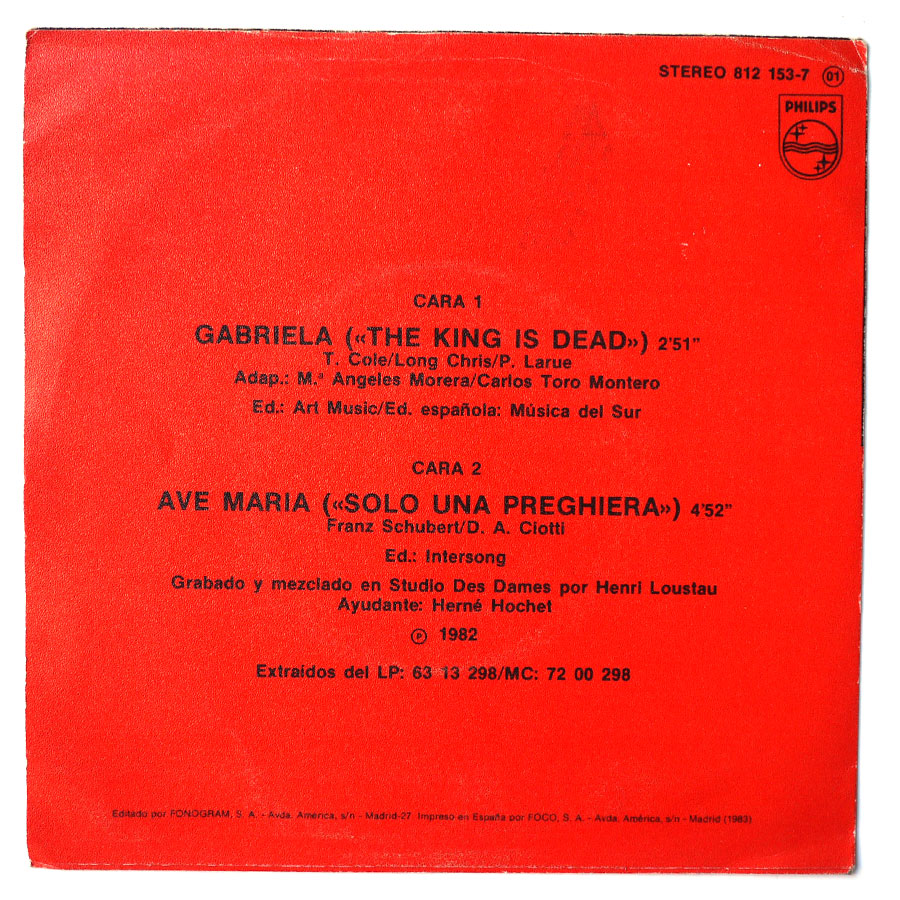 STEREO 812 153-7 01
PHILIPS
CARA 1
GABRIELA («THE KING IS DEAD») 2'51"
T. Cole/Long Chris/P. Larue
Adap.: M.ª Angeles Morera/Carlos Toro Montero
Ed.: Art Music/Ed. española: Música del Sur
CARA 2
AVE MARIA («SOLO UNA PREGHIERA») 4'52"
Franz Schubert/D. A. Ciotti
Ed.: Intersong
Grabado y mezclado en Studio Des Dames por Henri Loustau
Ayudante: Herné Hochet
Ⓟ 1982
Extraídos del LP: 63 13 298/MC: 72 00 298
Editado por FONOGRAM, S. A. - Avda. América, s/n - Madrid-27 Impreso en España por FOCO, S. A. - Avda. América, s/n - Madrid (1983)